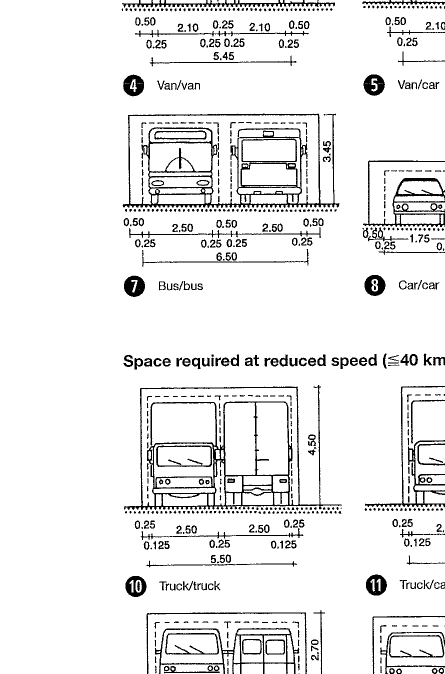 0.50 2.10 0.25 2.10 0.50
0.25 0.25 0.25 0.25
5.45
4 Van/van
0.50 2.10
0.25
5 Van/car
3.45
0.50 2.50 0.50 2.50 0.50
0.25 0.25 0.25 0.25
6.50
7 Bus/bus
0.50
0.25 1.75
0.25
8 Car/car
Space required at reduced speed (≦40 km
4.50
0.25 2.50 2.50 0.25
0.125 0.25 0.125
5.50
10 Truck/truck
0.25
0.125
11 Truck/ca
2.70